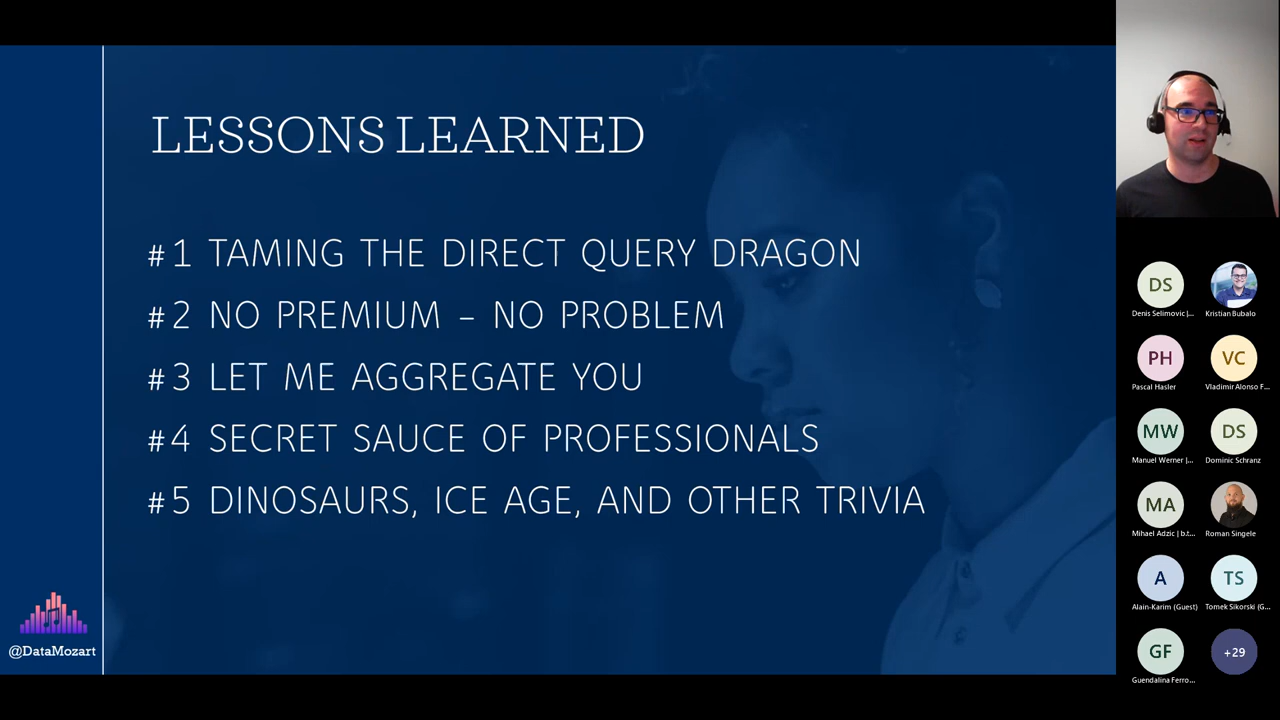 LESSONS LEARNED
#1 TAMING THE DIRECT QUERY DRAGON
#2 NO PREMIUM – NO PROBLEM
#3 LET ME AGGREGATE YOU
#4 SECRET SAUCE OF PROFESSIONALS
#5 DINOSAURS, ICE AGE, AND OTHER TRIVIA
@DataMozart
DS
Denis Selimovic |...
Kristian Bubalo
PH
Pascal Hasler
VC
Vladimir Alonso F...
MW
Manuel Werner |...
DS
Dominic Schranz
MA
Mihael Adzic | b.t...
Roman Singele
A
Alain-Karim (Guest)
TS
Tomek Sikorski (G...
GF
Guendalina Ferro...
+29